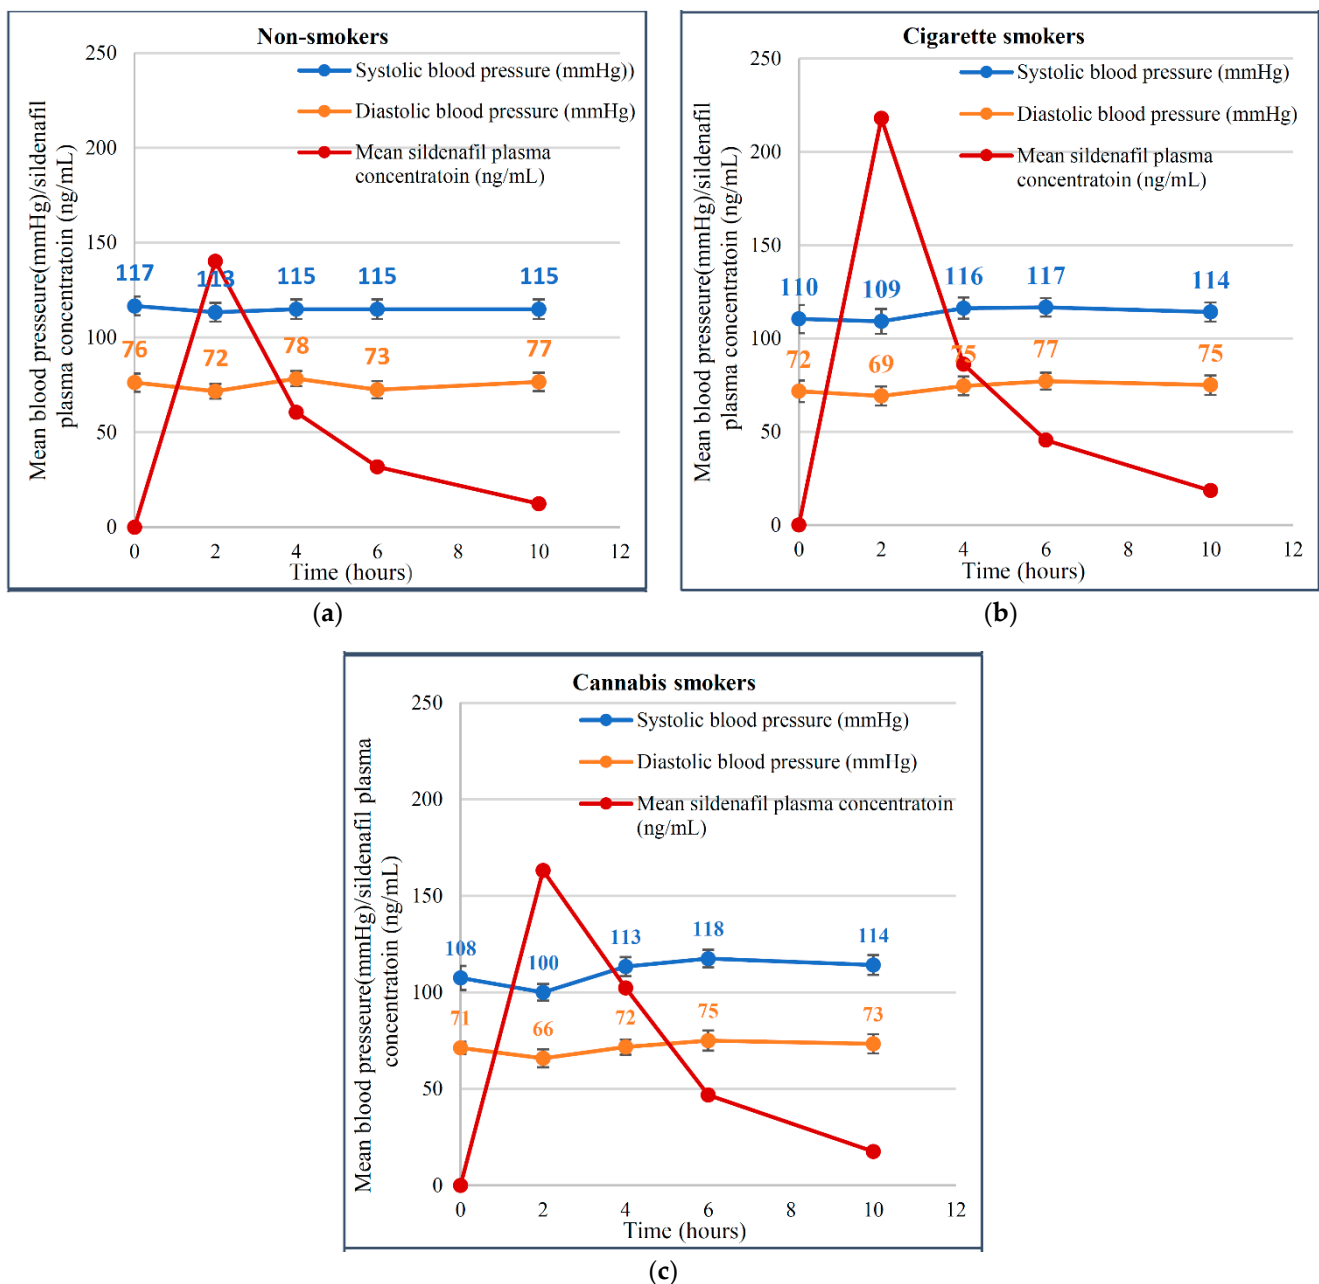 Non-smokers
250
200
150
100
50
0
Systolic blood pressure (mmHg))
Diastolic blood pressure (mmHg)
Mean sildenafil plasma
concentratoin (ng/mL)
Mean blood presseure(mmHg)/sildenafil
plasma concentratoin (ng/mL)
117 113 115 115 115
76 72 78 73 77
0 2 4 6 8 10 12
Time (hours)
(a)
Cigarette smokers
250
200
150
100
50
0
Systolic blood pressure (mmHg)
Diastolic blood pressure (mmHg)
Mean sildenafil plasma
concentratoin (ng/mL)
Mean blood presseure(mmHg)/sildenafil
plasma concentratoin (ng/mL)
110 109 116 117 114
72 69 75 77 75
0 2 4 6 8 10 12
Time (hours)
(b)
Cannabis smokers
250
200
150
100
50
0
Systolic blood pressure (mmHg)
Diastolic blood pressure (mmHg)
Mean sildenafil plasma concentratoin
(ng/mL)
Mean blood presseure(mmHg)/sildenafil plasma
concentratoin (ng/mL)
108 100 113 118 114
71 66 72 75 73
0 2 4 6 8 10 12
Time (hours)
(c)